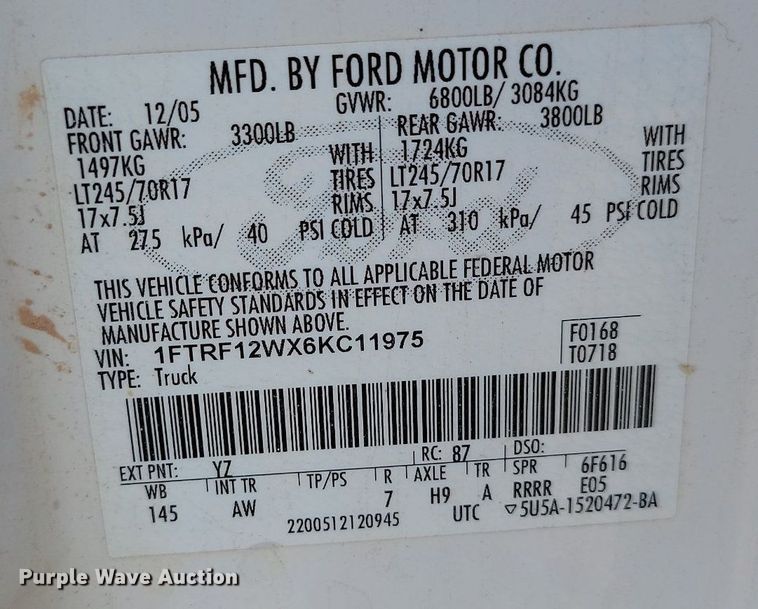 MFD. BY FORD MOTOR CO.
DATE: 12/05 GVWR: 6800LB/ 3084KG
FRONT GAWR: 3300LB REAR GAWR: 3800LB
1497KG WITH 1724KG WITH
LT245/70R17 TIRES LT245/70R17 TIRES
17x7.5J RIMS 17x7.5J RIMS
AT 275 kPa/ 40 PSI COLD AT 310 kPa/ 45 PSI COLD
Ford
THIS VEHICLE CONFORMS TO ALL APPLICABLE FEDERAL MOTOR
VEHICLE SAFETY STANDARDS IN EFFECT ON THE DATE OF
MANUFACTURE SHOWN ABOVE.
VIN: 1FTRF12WX6KC11975 F0168
TYPE: Truck T0718
EXT PNT: YZ RC: 87 DSO:
WB INT TR TP/PS R AXLE TR SPR 6F616
145 AW 7 H9 A RRRR E05
2200512120945 UTC ▽5U5A-1520472-BA
Purple Wave Auction